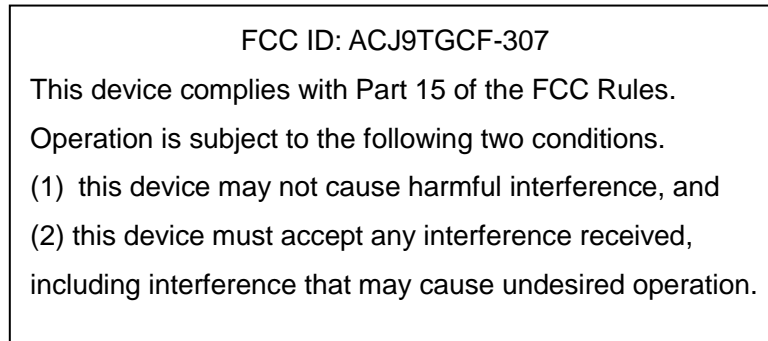 FCC ID: ACJ9TGCF-307
This device complies with Part 15 of the FCC Rules.
Operation is subject to the following two conditions.
(1) this device may not cause harmful interference, and
(2) this device must accept any interference received,
including interference that may cause undesired operation.